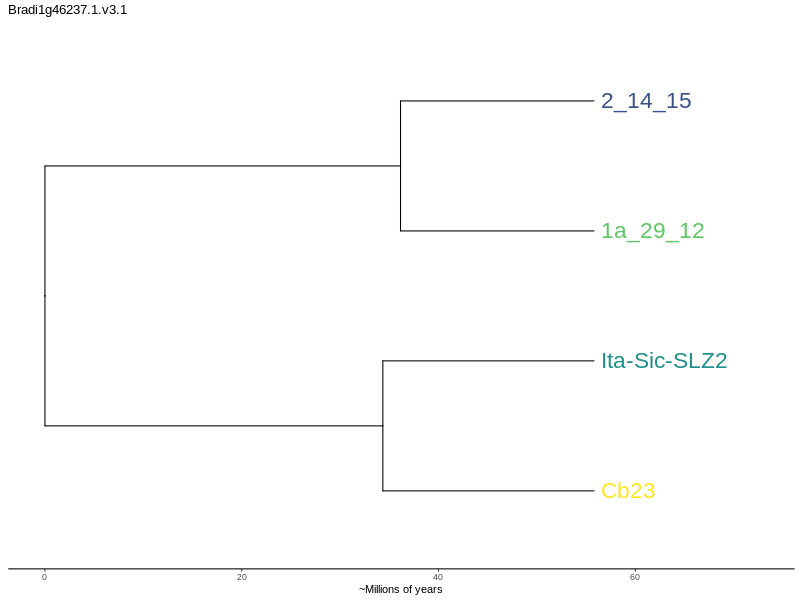 Bradi1g46237.1.v3.1
2_14_15
1a_29_12
Ita-Sic-SLZ2
Cb23
0 20 40 60
~Millions of years